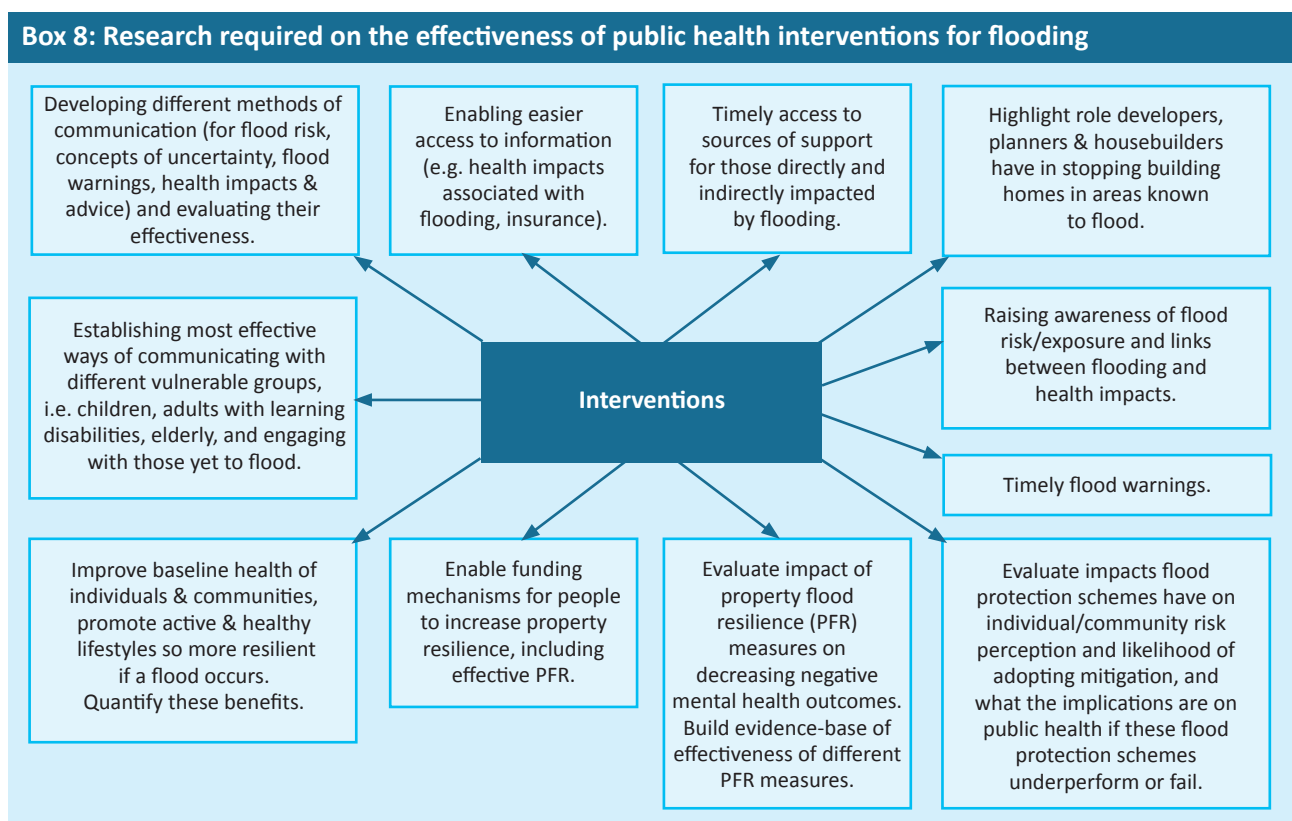 Box 8: Research required on the effectiveness of public health interventions for flooding
Developing different methods of
communication (for flood risk,
concepts of uncertainty, flood
warnings, health impacts &
advice) and evaluating their
effectiveness.
Enabling easier
access to information
(e.g. health impacts
associated with
flooding, insurance).
Timely access to
sources of support
for those directly and
indirectly impacted
by flooding.
Highlight role developers,
planners & housebuilders
have in stopping building
homes in areas known
to flood.
Establishing most effective
ways of communicating with
different vulnerable groups,
i.e. children, adults with learning
disabilities, elderly, and engaging
with those yet to flood.
Interventions
Raising awareness of flood
risk/exposure and links
between flooding and
health impacts.
Timely flood warnings.
Improve baseline health of
individuals & communities,
promote active & healthy
lifestyles so more resilient
if a flood occurs.
Quantify these benefits.
Enable funding
mechanisms for people
to increase property
resilience, including
effective PFR.
Evaluate impact of
property flood
resilience (PFR)
measures on
decreasing negative
mental health outcomes.
Build evidence-base of
effectiveness of different
PFR measures.
Evaluate impacts flood
protection schemes have on
individual/community risk
perception and likelihood of
adopting mitigation, and
what the implications are on
public health if these flood
protection schemes
underperform or fail.